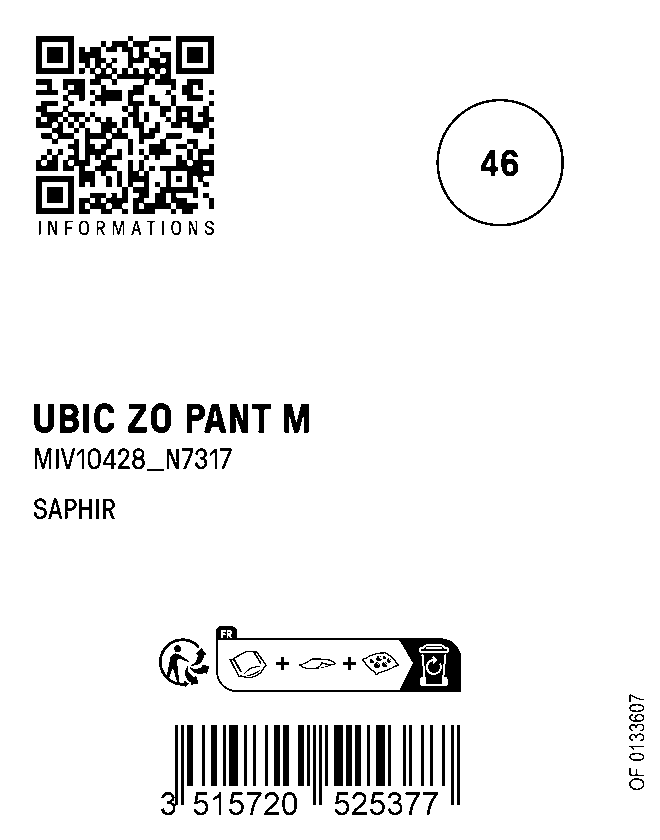 INFORMATIONS
46
UBIC ZO PANT M
MIV10428_N7317
SAPHIR
FR
+ +
3 515720 525377
OF 0133607